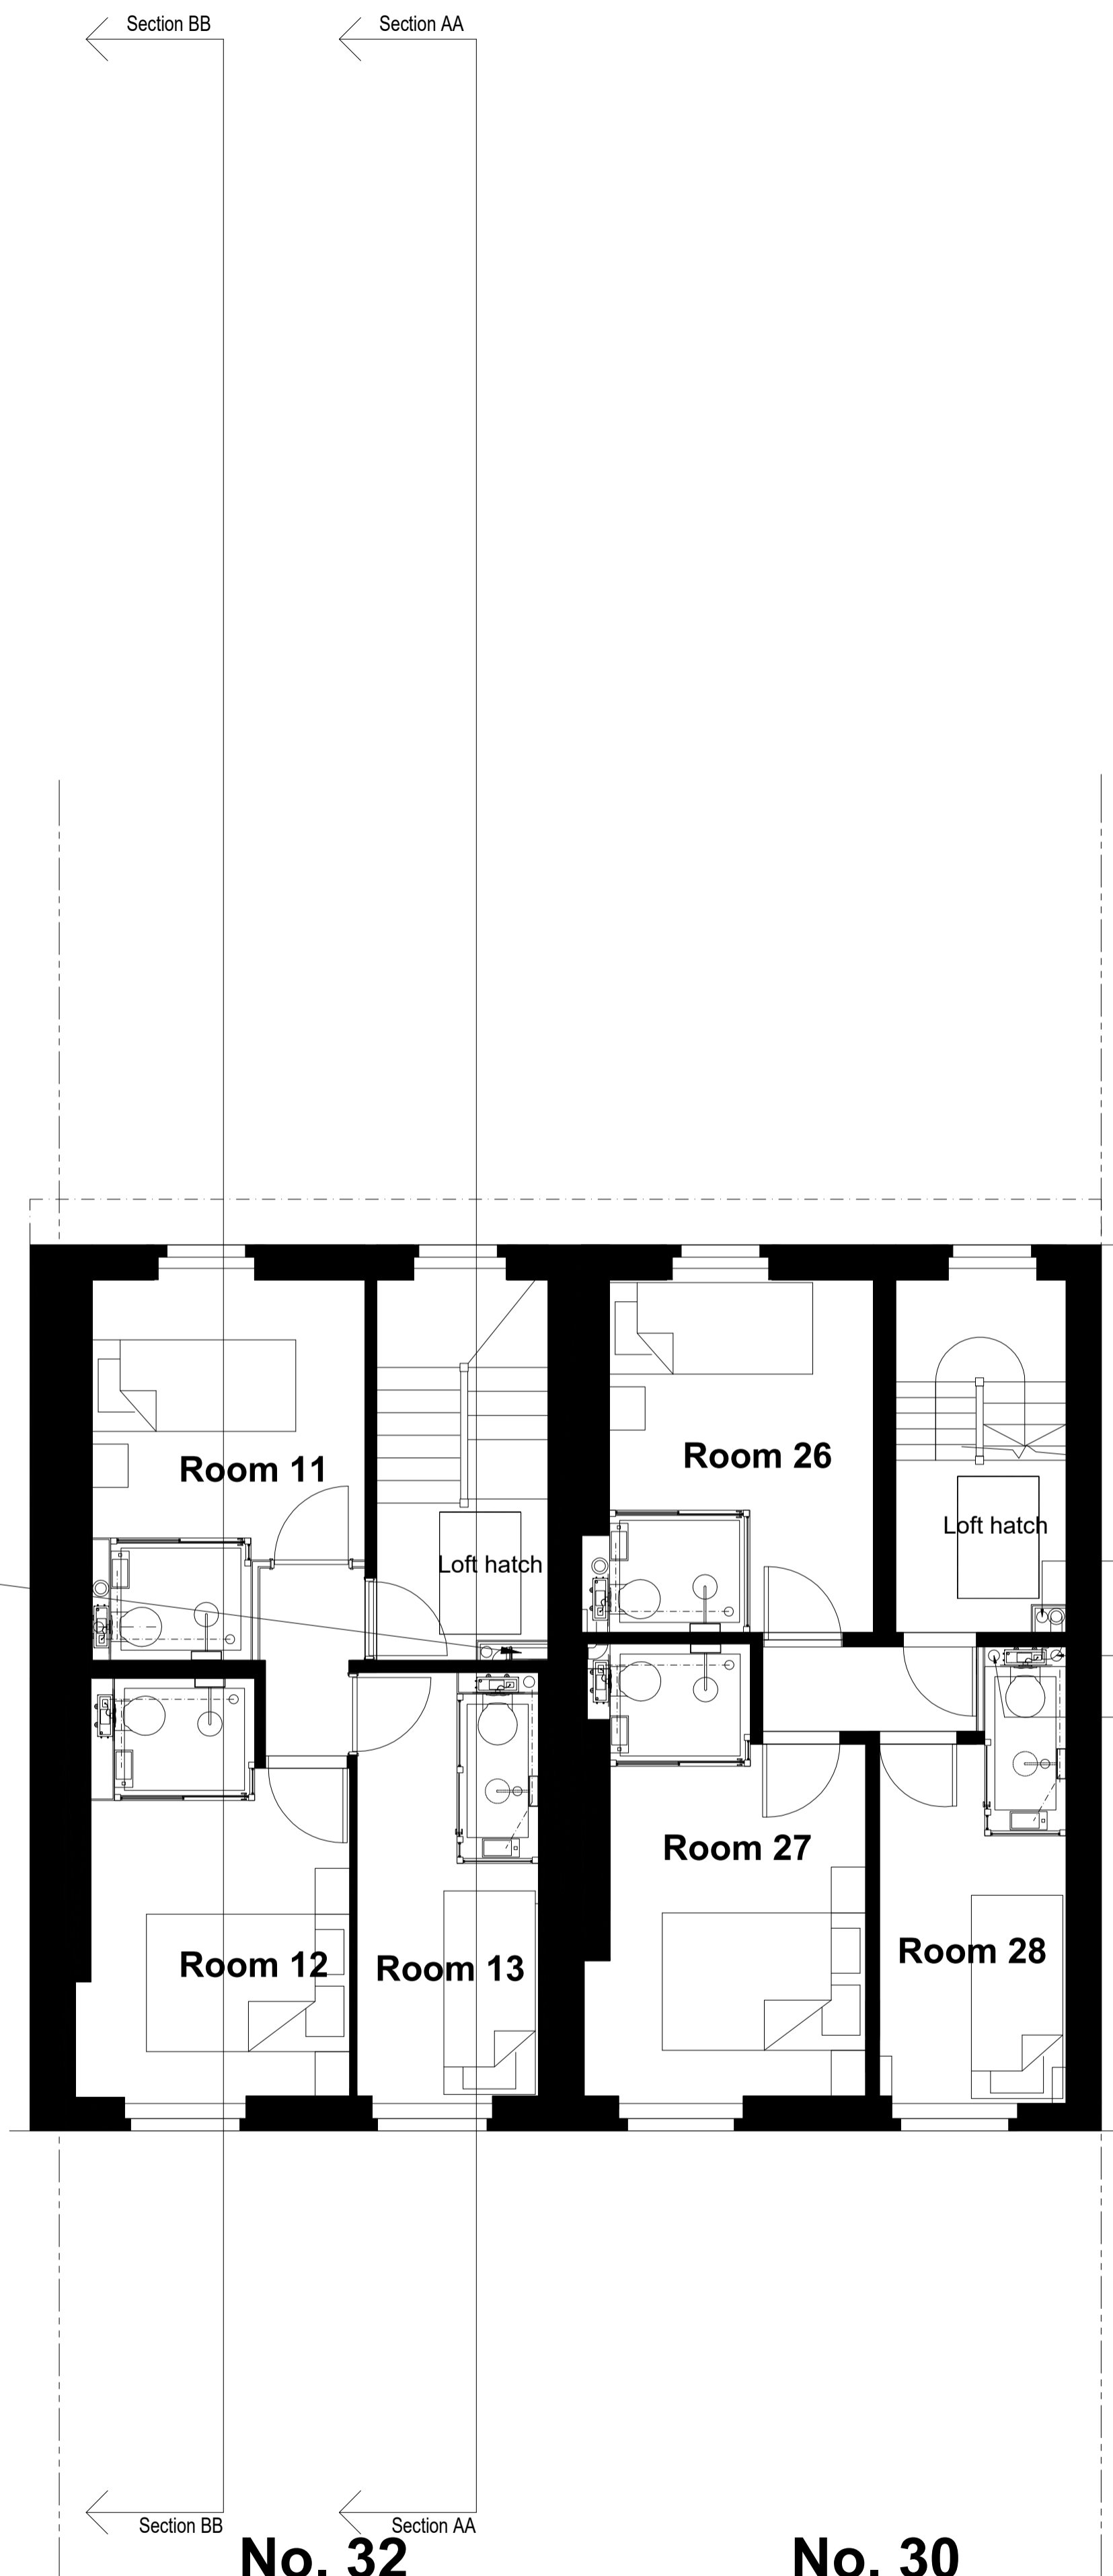 Section BB
Section AA
Room 26
Room 11
Loft hatch
Loft hatch
Room 27
Room 28
Room 12
Room 13
Section BB
Section AA
No. 32
No. 30